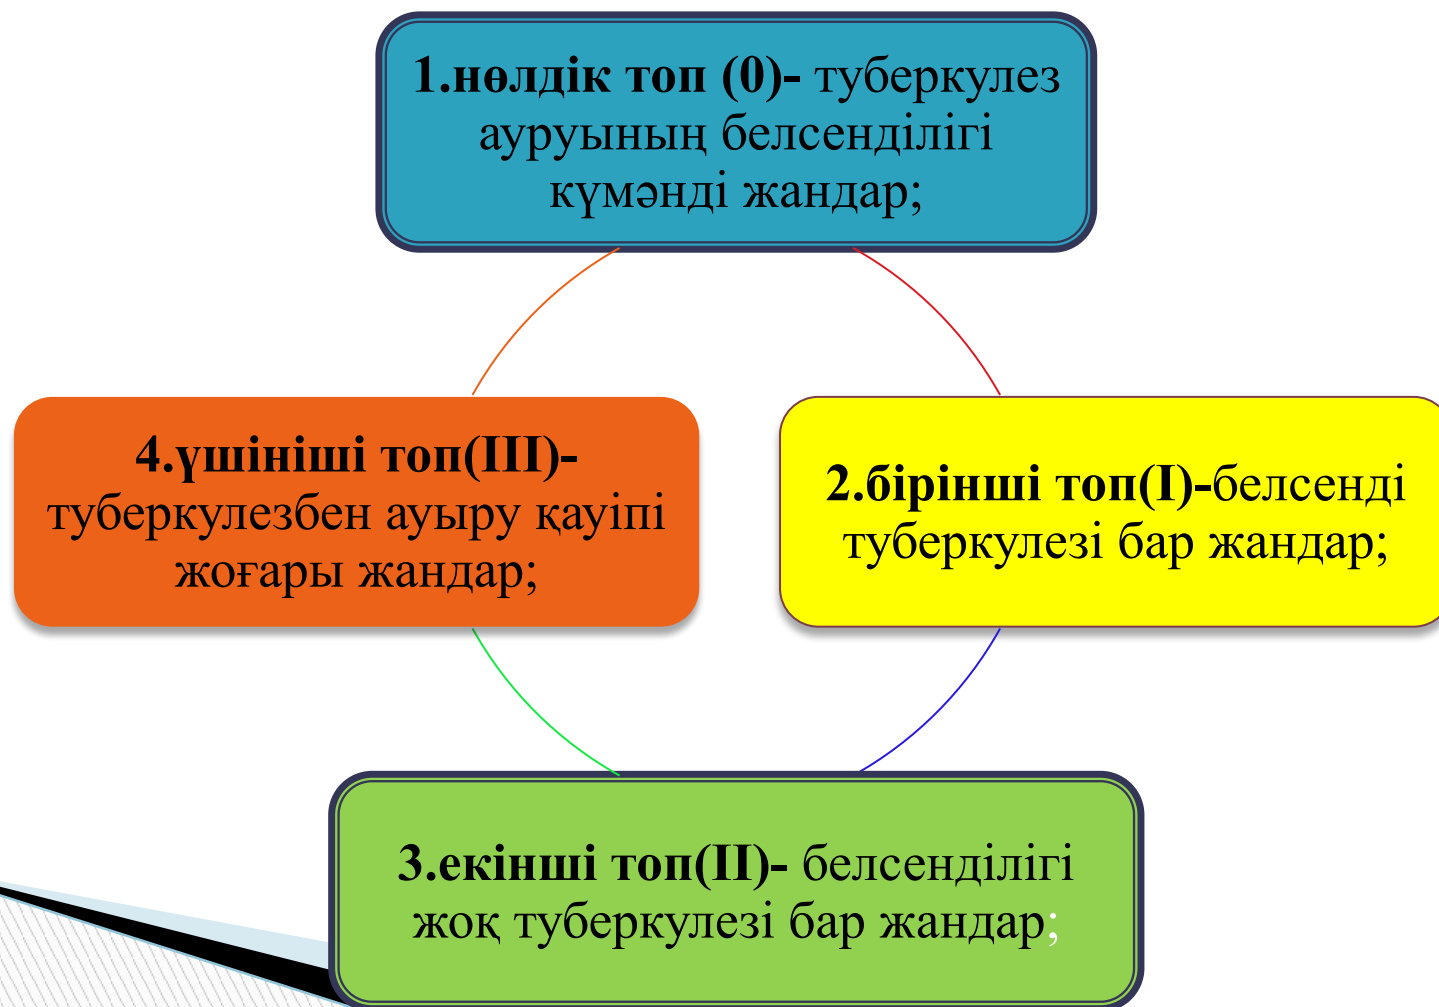 1.нөлдік топ (0)- туберкулез
ауруының белсенділігі
күмәнді жандар;
2.бірінші топ(I)-белсенді
туберкулезі бар жандар;
3.екінші топ(II)- белсенділігі
жоқ туберкулезі бар жандар;
4.үшініші топ(III)-
туберкулезбен ауыру қауіпі
жоғары жандар;